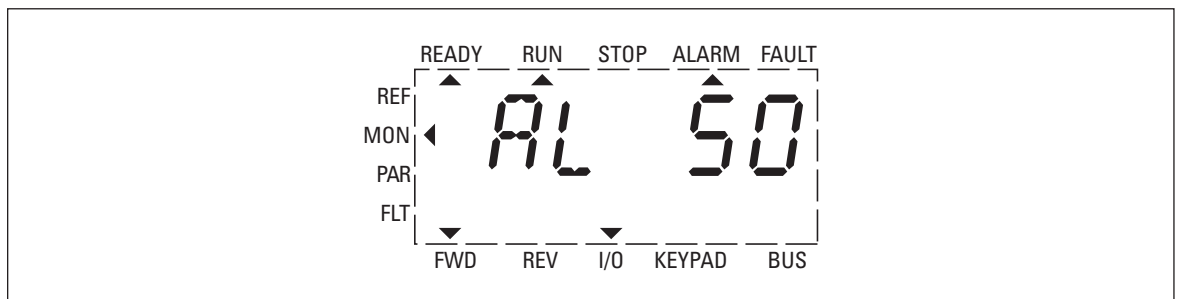 READY RUN STOP ALARM FAULT
REF
MON
PAR
FLT
AL 50
FWD REV I/O KEYPAD BUS